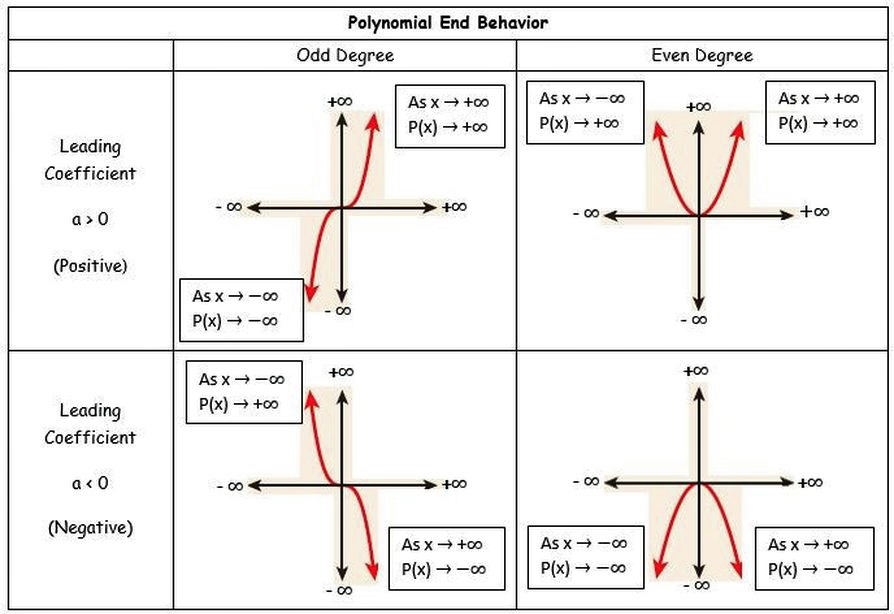 Polynomial End Behavior
Odd Degree
Even Degree
Leading
Coefficient
a > 0
(Positive)
+∞
As x → +∞
P(x) → +∞
- ∞
+∞
As x → −∞
P(x) → −∞
- ∞
As x → −∞
P(x) → +∞
+∞
As x → +∞
P(x) → +∞
- ∞
+∞
- ∞
Leading
Coefficient
a < 0
(Negative)
As x → −∞
P(x) → +∞
+∞
- ∞
+∞
As x → +∞
P(x) → −∞
- ∞
+∞
- ∞
+∞
As x → −∞
P(x) → −∞
As x → +∞
P(x) → −∞
- ∞